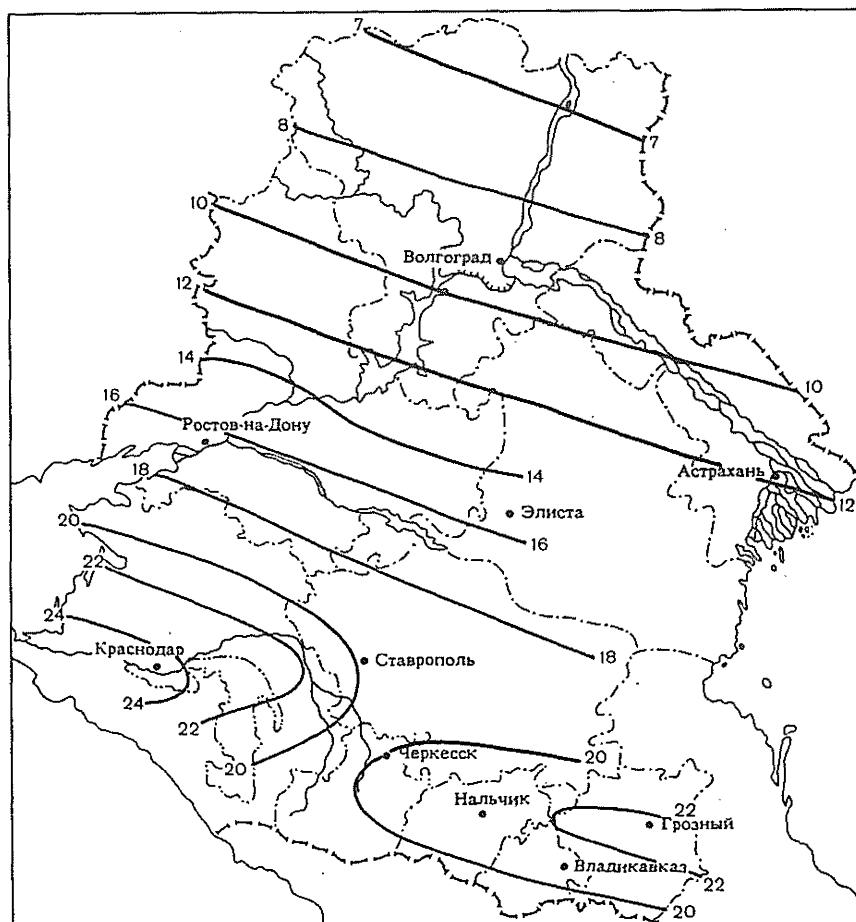 7
7
8
8
10
Волгоград
12
14
10
16
Ростов-на-Дону
18
14
Астрахань
12
20
Элиста
16
22
24
Краснодар
Ставрополь
18
24
22
20
Черкесск
20
Нальчик
22
Грозный
Владикавказ
22
20